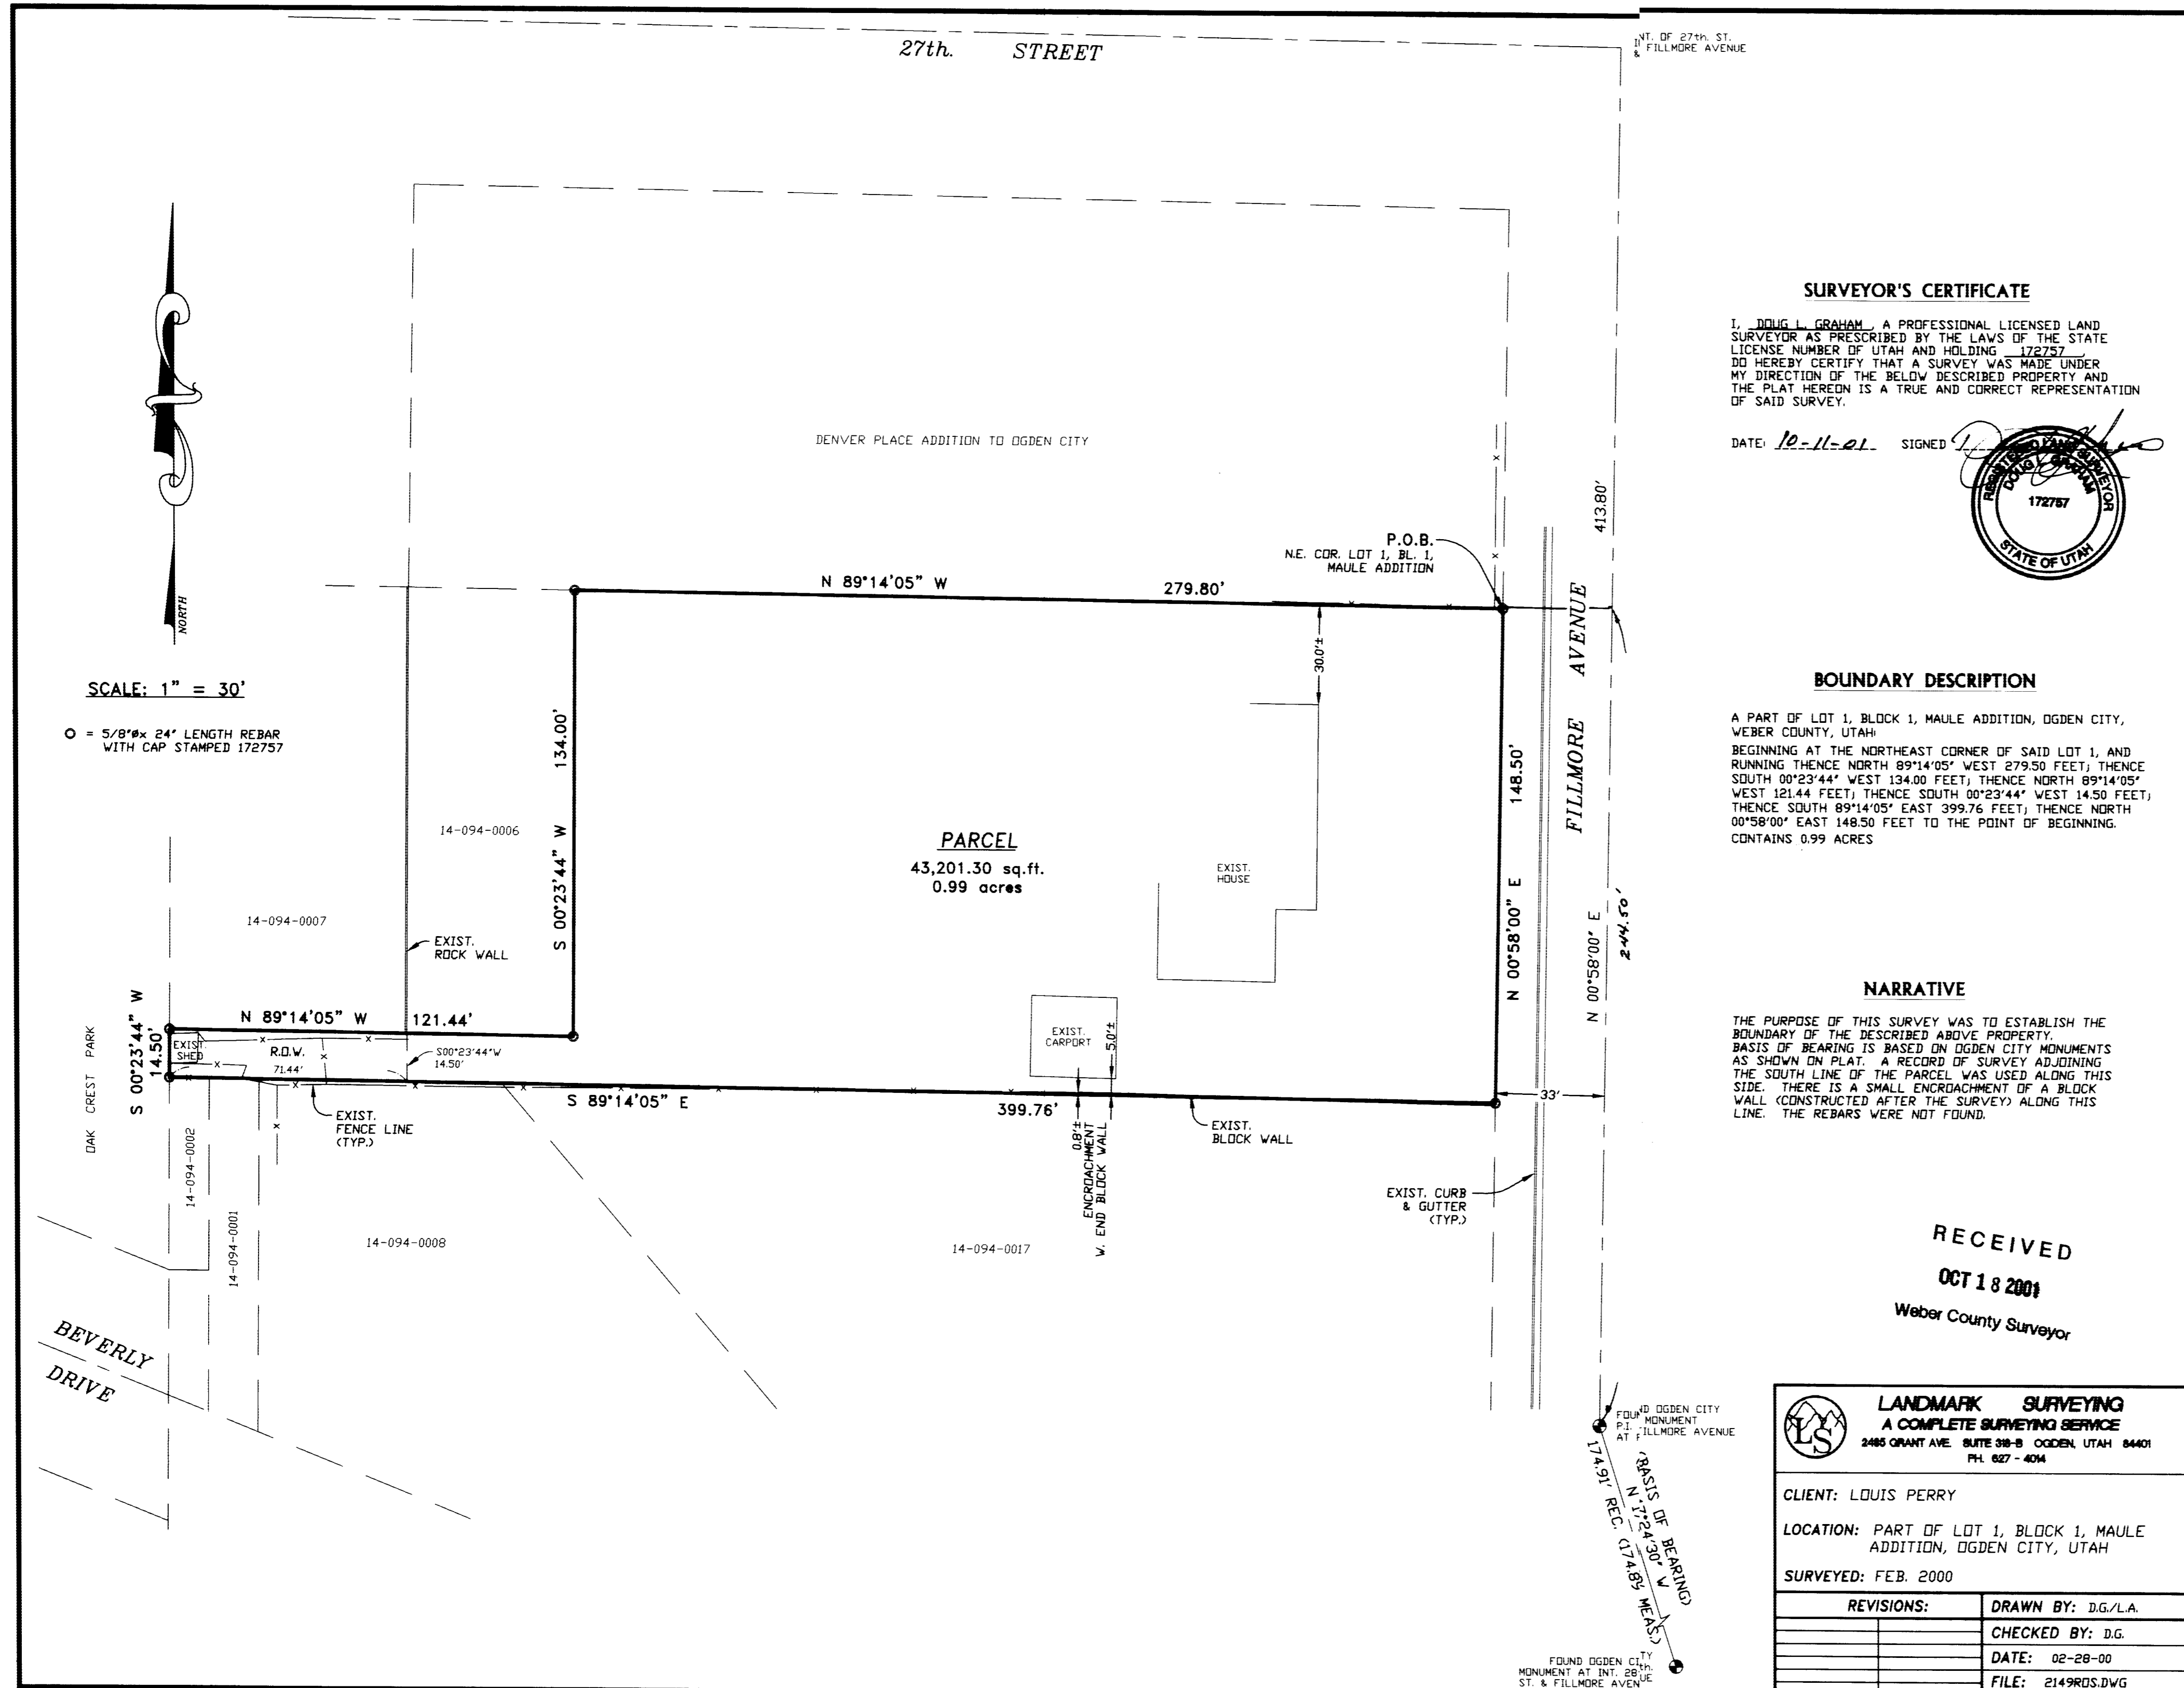 27th. STREET
INT. OF 27th. ST.
& FILLMORE AVENUE
NORTH
SCALE: 1" = 30'
O = 5/8"Øx 24" LENGTH REBAR
WITH CAP STAMPED 172757
DENVER PLACE ADDITION TO OGDEN CITY
P.O.B.
N.E. COR. LOT 1, BL. 1,
MAULE ADDITION
413.80'
N 89°14'05" W 279.80'
30.0'±
FILLMORE AVENUE
S 00°23'44" W 134.00'
148.50'
N 00°58'00" E
N 00°58'00" E
244.50'
14-094-0006
PARCEL
43,201.30 sq.ft.
0.99 acres
EXIST.
HOUSE
14-094-0007
EXIST.
ROCK WALL
OAK CREST PARK
S 00°23'44" W
14.50'
N 89°14'05" W 121.44'
EXIST.
SHED
R.O.W.
71.44'
S00°23'44"W
14.50'
EXIST.
CARPORT
5.0'±
S 89°14'05" E 399.76'
33'
EXIST.
FENCE LINE
(TYP.)
0.8'±
ENCROACHMENT
W. END BLOCK WALL
EXIST.
BLOCK WALL
EXIST. CURB
& GUTTER
(TYP.)
14-094-0002
14-094-0001
14-094-0008
14-094-0017
BEVERLY
DRIVE
FOUND OGDEN CITY
P.I. MONUMENT
AT FILLMORE AVENUE
(BASIS OF BEARING)
N 17°24'30" W
174.91' REC. (174.89' MEAS.)
FOUND OGDEN CITY
MONUMENT AT INT. 28th.
ST. & FILLMORE AVENUE
SURVEYOR'S CERTIFICATE
I, DOUG L. GRAHAM, A PROFESSIONAL LICENSED LAND
SURVEYOR AS PRESCRIBED BY THE LAWS OF THE STATE
LICENSE NUMBER OF UTAH AND HOLDING 172757,
DO HEREBY CERTIFY THAT A SURVEY WAS MADE UNDER
MY DIRECTION OF THE BELOW DESCRIBED PROPERTY AND
THE PLAT HEREON IS A TRUE AND CORRECT REPRESENTATION
OF SAID SURVEY.
DATE: 10-11-01 SIGNED
REGISTERED LAND SURVEYOR
DOUG L. GRAHAM
172757
STATE OF UTAH
BOUNDARY DESCRIPTION
A PART OF LOT 1, BLOCK 1, MAULE ADDITION, OGDEN CITY,
WEBER COUNTY, UTAH:
BEGINNING AT THE NORTHEAST CORNER OF SAID LOT 1, AND
RUNNING THENCE NORTH 89°14'05" WEST 279.50 FEET; THENCE
SOUTH 00°23'44" WEST 134.00 FEET; THENCE NORTH 89°14'05"
WEST 121.44 FEET; THENCE SOUTH 00°23'44" WEST 14.50 FEET;
THENCE SOUTH 89°14'05" EAST 399.76 FEET; THENCE NORTH
00°58'00" EAST 148.50 FEET TO THE POINT OF BEGINNING.
CONTAINS 0.99 ACRES
NARRATIVE
THE PURPOSE OF THIS SURVEY WAS TO ESTABLISH THE
BOUNDARY OF THE DESCRIBED ABOVE PROPERTY.
BASIS OF BEARING IS BASED ON OGDEN CITY MONUMENTS
AS SHOWN ON PLAT. A RECORD OF SURVEY ADJOINING
THE SOUTH LINE OF THE PARCEL WAS USED ALONG THIS
SIDE. THERE IS A SMALL ENCROACHMENT OF A BLOCK
WALL (CONSTRUCTED AFTER THE SURVEY) ALONG THIS
LINE. THE REBARS WERE NOT FOUND.
RECEIVED
OCT 18 2001
Weber County Surveyor
LS
LANDMARK SURVEYING
A COMPLETE SURVEYING SERVICE
2485 GRANT AVE. SUITE 318-B OGDEN, UTAH 84401
PH. 627 - 4014
CLIENT: LOUIS PERRY
LOCATION: PART OF LOT 1, BLOCK 1, MAULE
ADDITION, OGDEN CITY, UTAH
SURVEYED: FEB. 2000
REVISIONS:
DRAWN BY: D.G./L.A.
CHECKED BY: D.G.
DATE: 02-28-00
FILE: 2149ROS.DWG